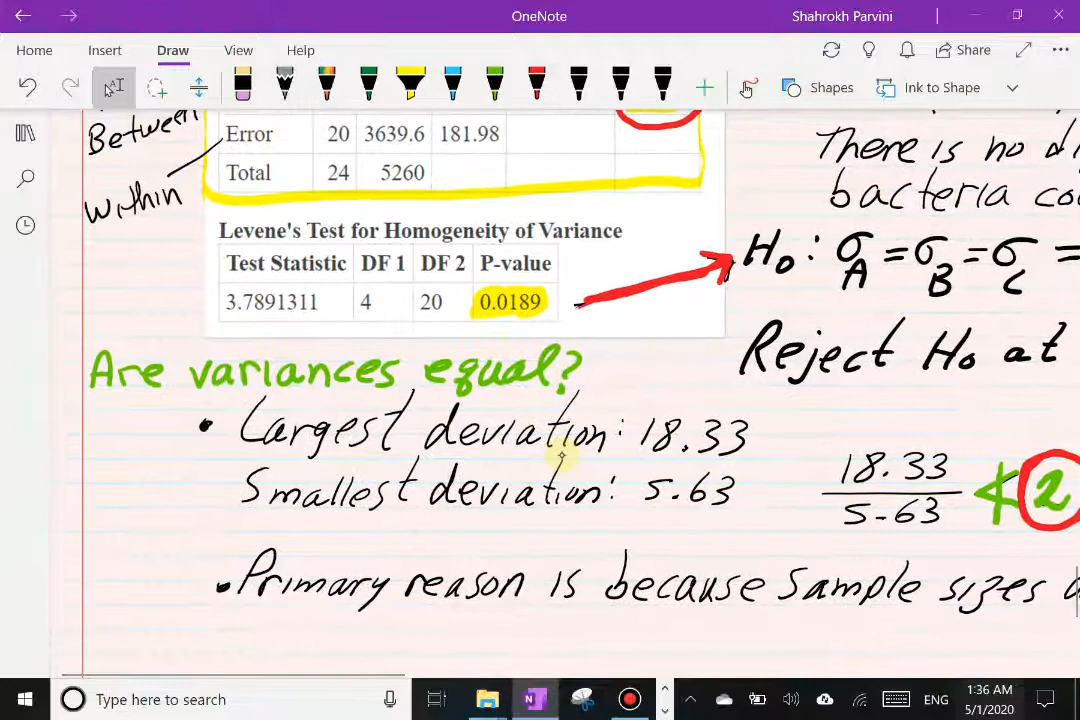 OneNote
Shahrokh Parvini
Home Insert Draw View Help
Share
Shapes
Ink to Shape
Between
Within
Error 20 3639.6 181.98
Total 24 5260
Levene's Test for Homogeneity of Variance
Test Statistic DF 1 DF 2 P-value
3.7891311 4 20 0.0189
There is no di
bacteria co
H₀ : σA = σB = σC =
Reject H₀ at
Are variances equal?
• Largest deviation: 18.33
Smallest deviation: 5.63
18.33 / 5.63 ≮ 2
• Primary reason is because Sample sizes
Type here to search
ENG
1:36 AM
5/1/2020